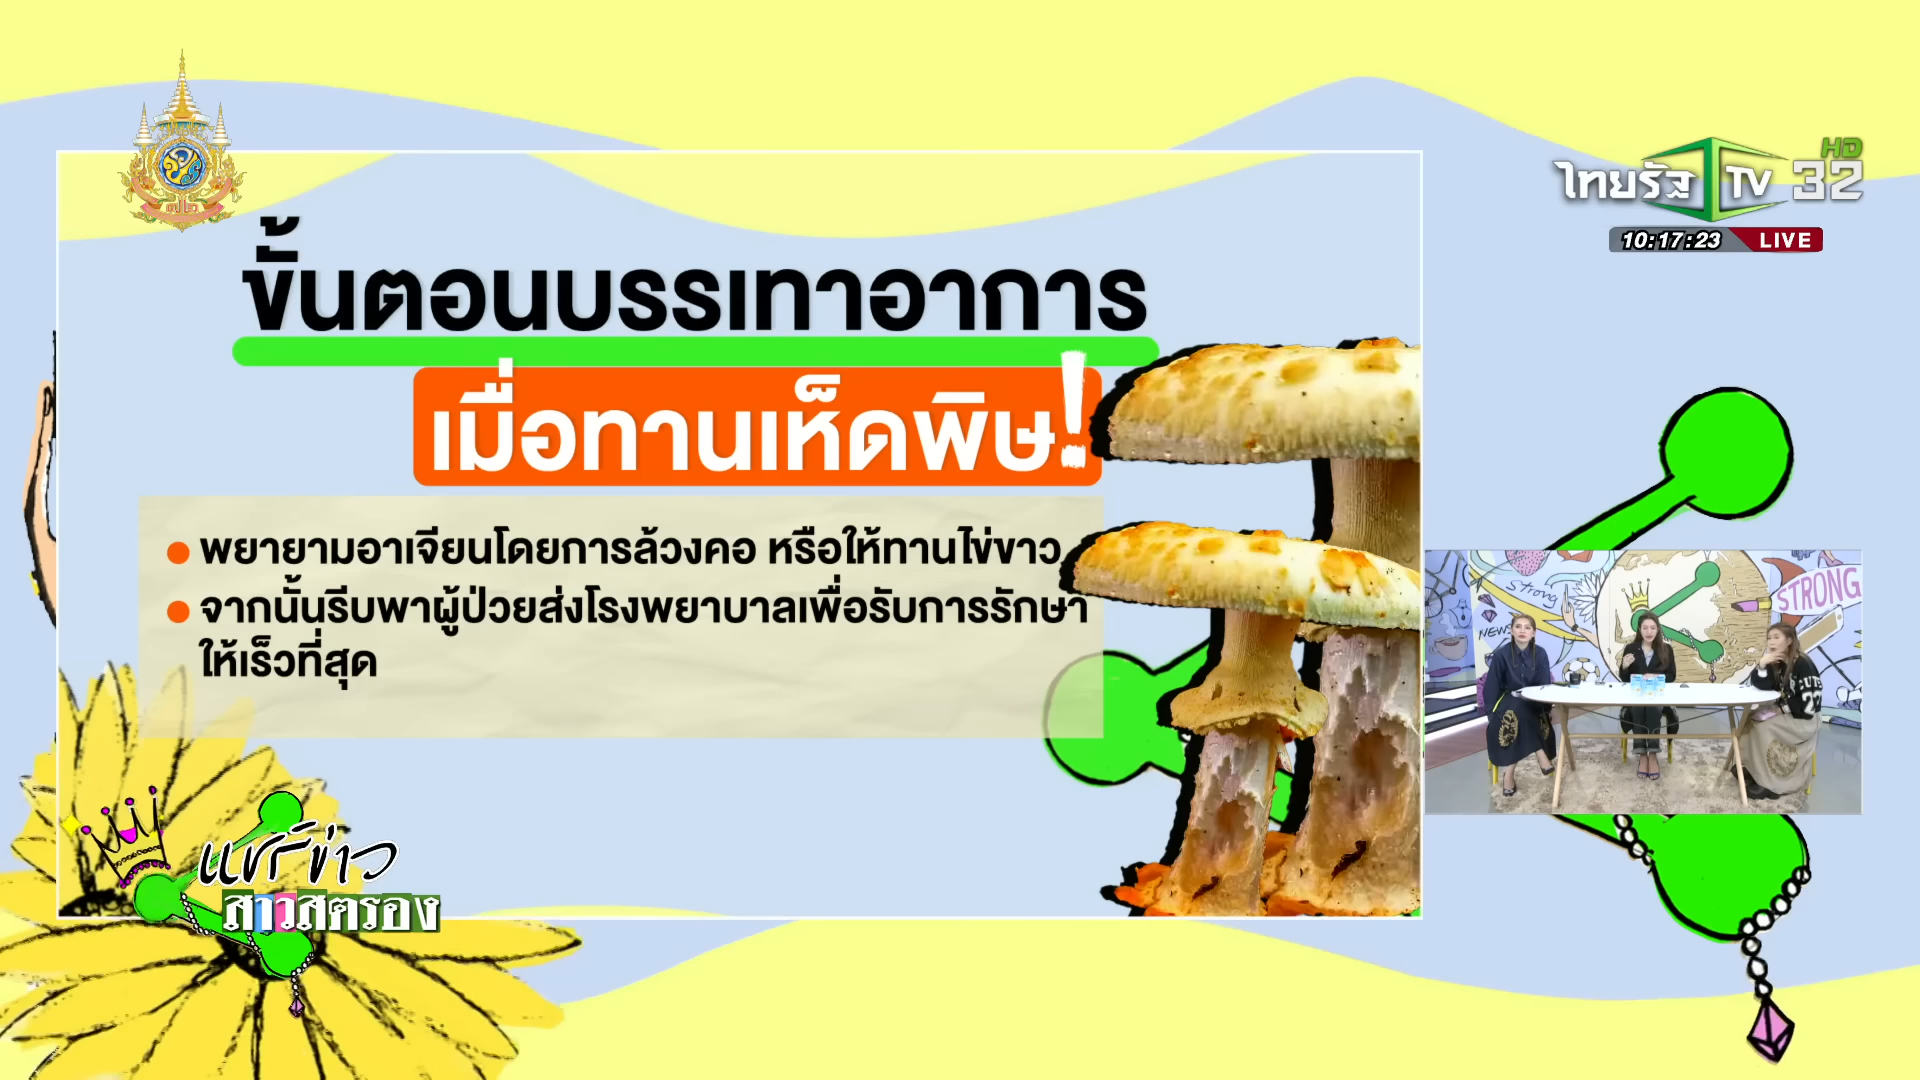 ขั้นตอนบรรเทาอาการ
เมื่อทานเห็ดพิษ!
พยายามอาเจียนโดยการล้วงคอ หรือให้ทานไข่ขาว
จากนั้นรีบพาผู้ป่วยส่งโรงพยาบาลเพื่อรับการรักษา
ให้เร็วที่สุด
แชร์ข่าว
สาวสตรอง
ไทยรัฐ TV 32 HD
10:17:23 LIVE
strong
STRONG
NEWS
๗๒